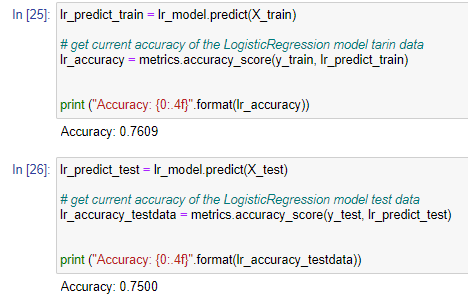 In [25]: lr_predict_train = lr_model.predict(X_train)
# get current accuracy of the LogisticRegression model tarin data
lr_accuracy = metrics.accuracy_score(y_train, lr_predict_train)
print ("Accuracy: {0:.4f}".format(lr_accuracy))
Accuracy: 0.7609
In [26]: lr_predict_test = lr_model.predict(X_test)
# get current accuracy of the LogisticRegression model test data
lr_accuracy_testdata = metrics.accuracy_score(y_test, lr_predict_test)
print ("Accuracy: {0:.4f}".format(lr_accuracy_testdata))
Accuracy: 0.7500